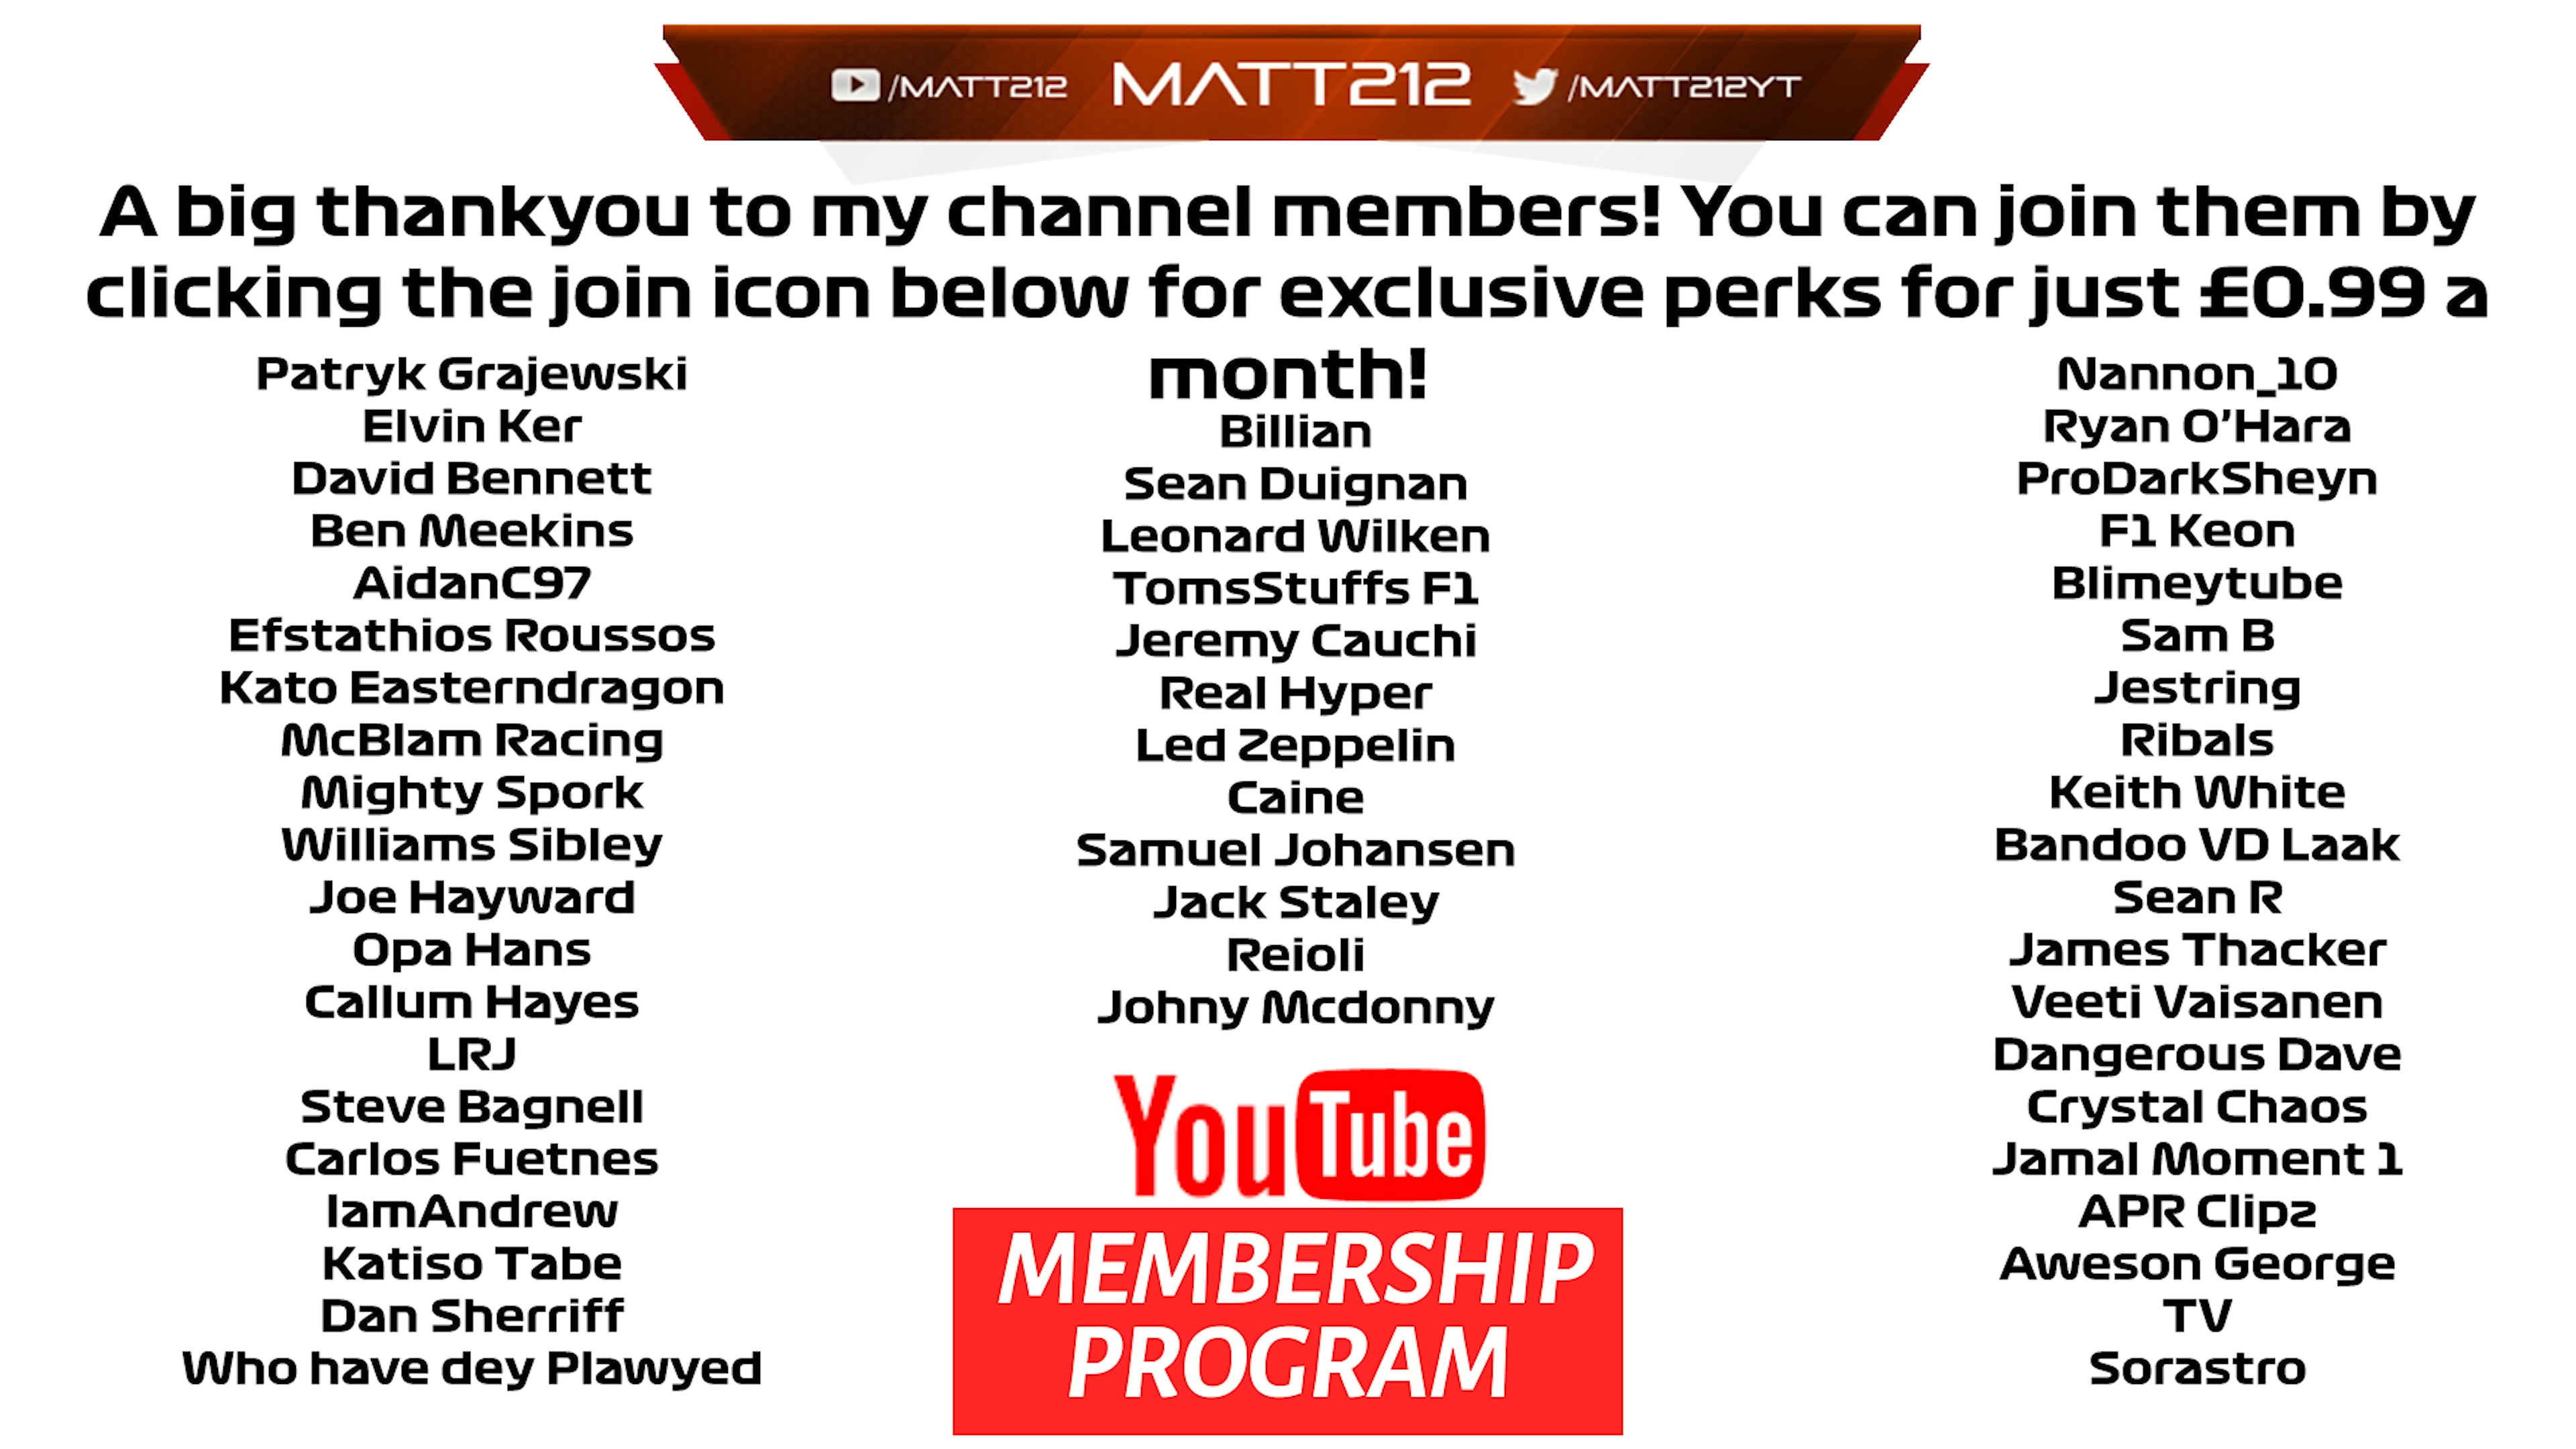 /MATT212 MATT212 /MATT212YT
A big thankyou to my channel members! You can join them by
clicking the join icon below for exclusive perks for just £0.99 a
month!
Patryk Grajewski
Elvin Ker
David Bennett
Ben Meekins
AidanC97
Efstathios Roussos
Kato Easterndragon
McBlam Racing
Mighty Spork
Williams Sibley
Joe Hayward
Opa Hans
Callum Hayes
LRJ
Steve Bagnell
Carlos Fuetnes
IamAndrew
Katiso Tabe
Dan Sherriff
Who have dey Plawyed
Billian
Sean Duignan
Leonard Wilken
TomsStuffs F1
Jeremy Cauchi
Real Hyper
Led Zeppelin
Caine
Samuel Johansen
Jack Staley
Reioli
Johny Mcdonny
YouTube
MEMBERSHIP
PROGRAM
Nannon_10
Ryan O'Hara
ProDarkSheyn
F1 Keon
Blimeytube
Sam B
Jestring
Ribals
Keith White
Bandoo VD Laak
Sean R
James Thacker
Veeti Vaisanen
Dangerous Dave
Crystal Chaos
Jamal Moment 1
APR Clipz
Aweson George
TV
Sorastro